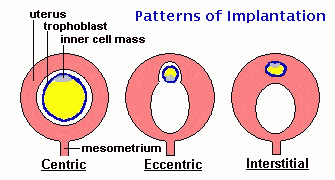 Patterns of Implantation
uterus
trophoblast
inner cell mass
mesometrium
Centric
Eccentric
Interstitial